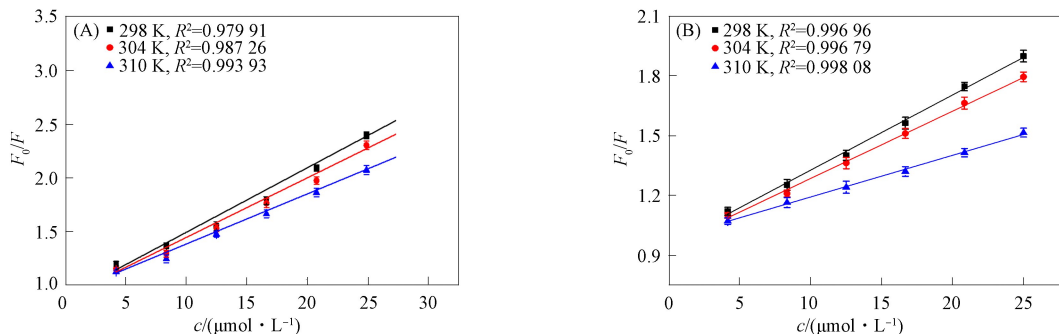 (A)
298 K, R²=0.979 91
304 K, R²=0.987 26
310 K, R²=0.993 93
F₀/F
3.5
3.0
2.5
2.0
1.5
1.0
0 5 10 15 20 25 30
c/(μmol · L⁻¹)
(B)
298 K, R²=0.996 96
304 K, R²=0.996 79
310 K, R²=0.998 08
F₀/F
2.1
1.8
1.5
1.2
0.9
0 5 10 15 20 25
c/(μmol · L⁻¹)